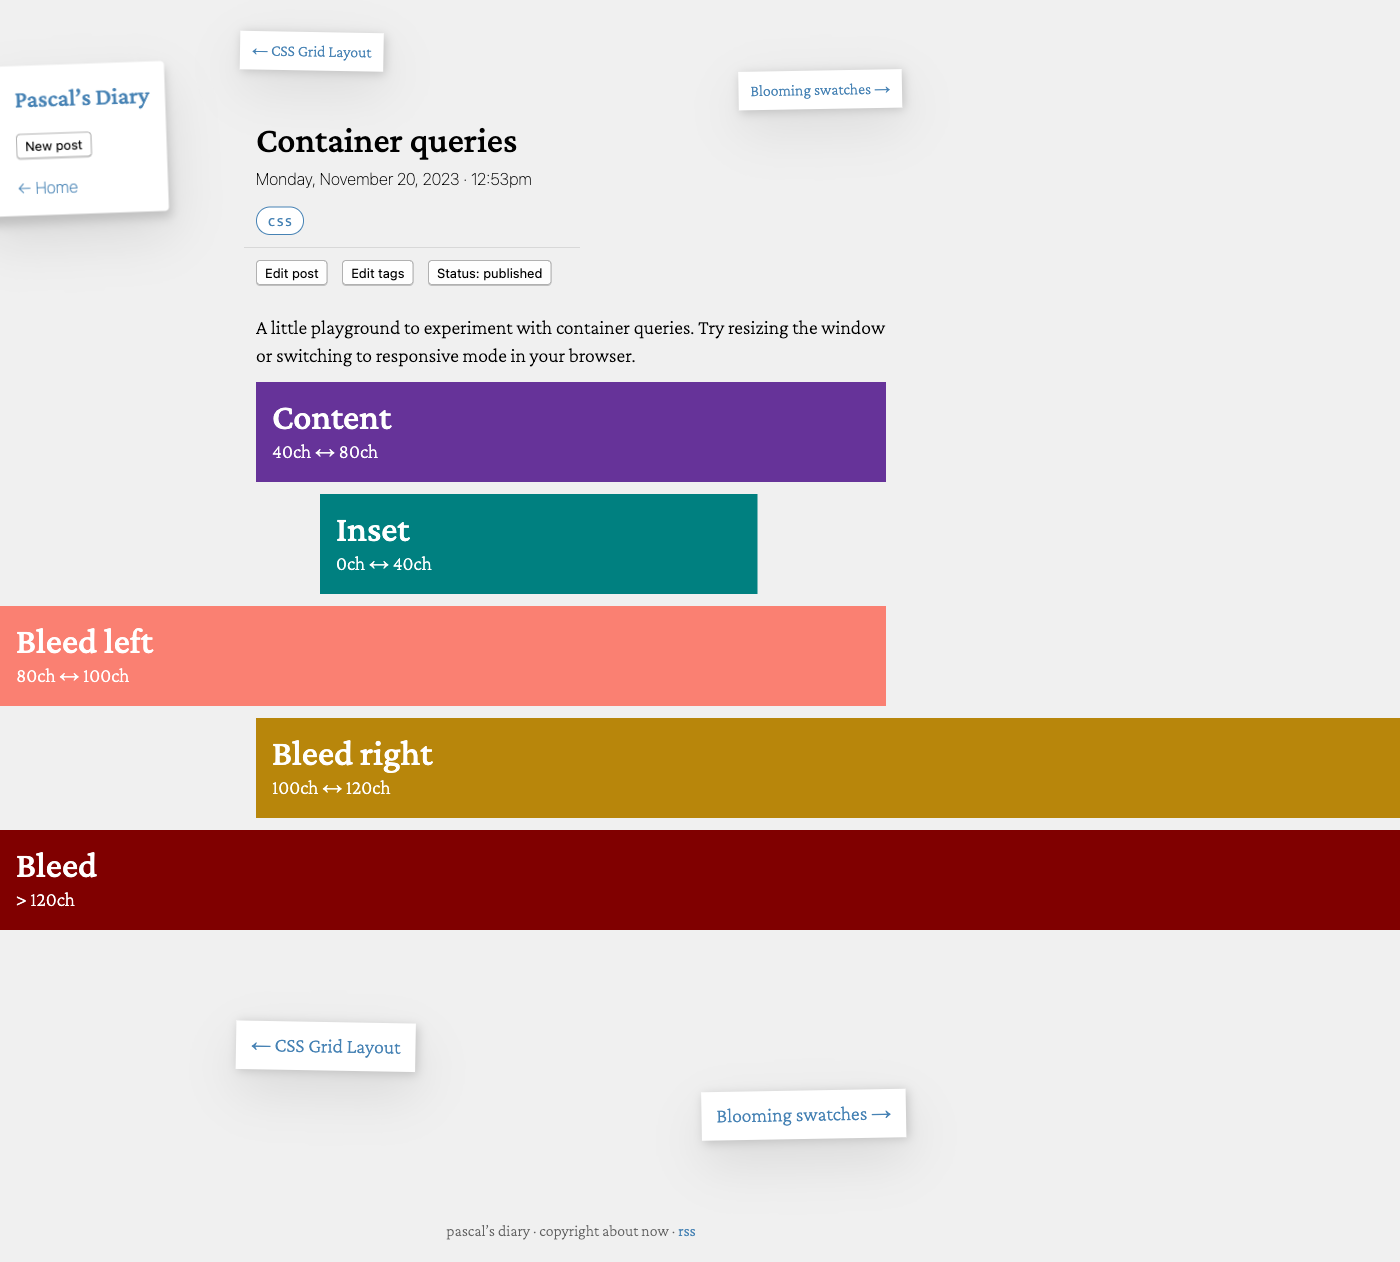 ← CSS Grid Layout
Blooming swatches →
Pascal’s Diary
New post
← Home
Container queries
Monday, November 20, 2023 · 12:53pm
CSS
Edit post
Edit tags
Status: published
A little playground to experiment with container queries. Try resizing the window
or switching to responsive mode in your browser.
Content
40ch ↔ 80ch
Inset
0ch ↔ 40ch
Bleed left
80ch ↔ 100ch
Bleed right
100ch ↔ 120ch
Bleed
> 120ch
← CSS Grid Layout
Blooming swatches →
pascal’s diary · copyright about now · rss